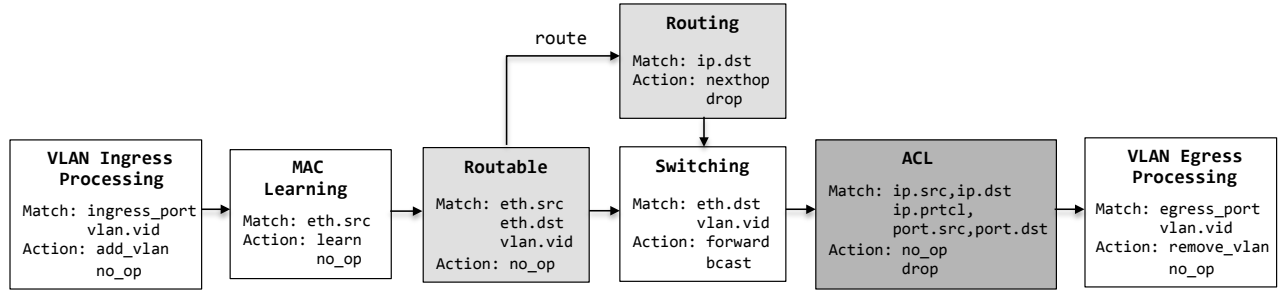 Routing
Match: ip.dst
Action: nexthop
drop
route
VLAN Ingress
Processing
Match: ingress_port
vlan.vid
Action: add_vlan
no_op
MAC
Learning
Match: eth.src
Action: learn
no_op
Routable
Match: eth.src
eth.dst
vlan.vid
Action: no_op
Switching
Match: eth.dst
vlan.vid
Action: forward
bcast
ACL
Match: ip.src,ip.dst
ip.prtcl,
port.src,port.dst
Action: no_op
drop
VLAN Egress
Processing
Match: egress_port
vlan.vid
Action: remove_vlan
no_op